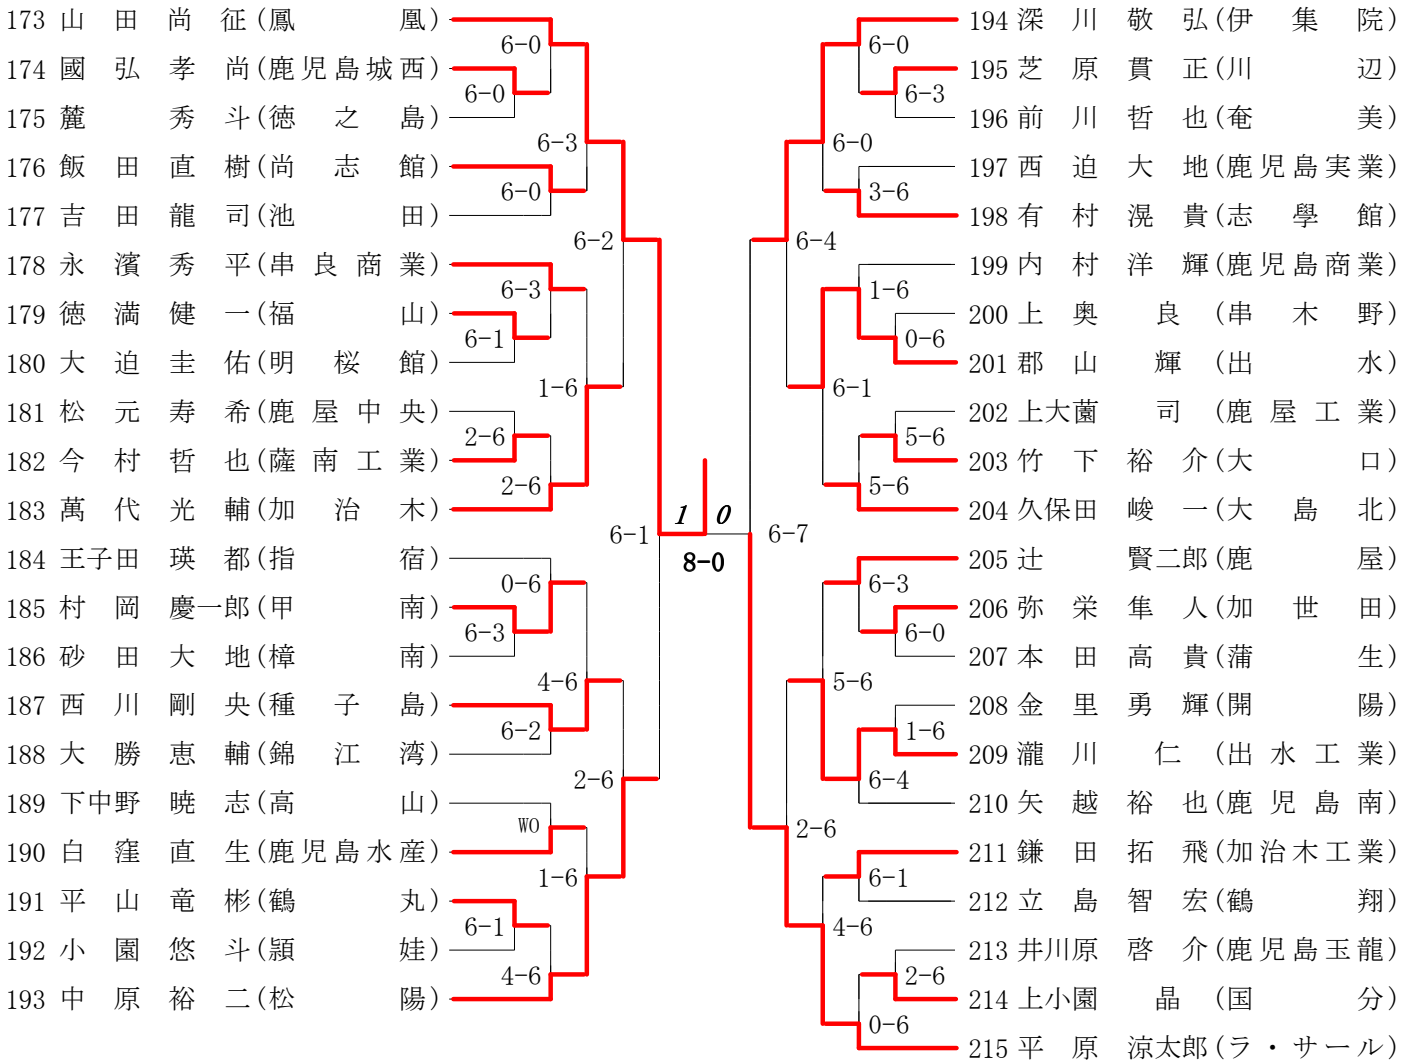 173 山田尚征(鳳凰)
6-0
174 國弘孝尚(鹿児島城西)
6-0
175 麓秀斗(徳之島)
6-3
176 飯田直樹(尚志館)
6-0
177 吉田龍司(池田)
6-2
178 永濱秀平(串良商業)
6-3
179 徳満健一(福山)
6-1
180 大迫圭佑(明桜館)
1-6
181 松元寿希(鹿屋中央)
2-6
182 今村哲也(薩南工業)
2-6
183 萬代光輔(加治木)
6-1
184 王子田瑛都(指宿)
0-6
185 村岡慶一郎(甲南)
6-3
186 砂田大地(樟南)
4-6
187 西川剛央(種子島)
6-2
188 大勝恵輔(錦江湾)
2-6
189 下中野暁志(高山)
WO
190 白窪直生(鹿児島水産)
1-6
191 平山竜彬(鶴丸)
6-1
192 小園悠斗(頴娃)
4-6
193 中原裕二(松陽)
1 0
8-0
194 深川敬弘(伊集院)
6-0
195 芝原貫正(川辺)
6-3
196 前川哲也(奄美)
6-0
197 西迫大地(鹿児島実業)
3-6
198 有村滉貴(志學館)
6-4
199 内村洋輝(鹿児島商業)
1-6
200 上奥良(串木野)
0-6
201 郡山輝(出水)
6-1
202 上大薗司(鹿屋工業)
5-6
203 竹下裕介(大口)
5-6
204 久保田峻一(大島北)
6-7
205 辻賢二郎(鹿屋)
6-3
206 弥栄隼人(加世田)
6-0
207 本田高貴(蒲生)
5-6
208 金里勇輝(開陽)
1-6
209 瀧川仁(出水工業)
6-4
210 矢越裕也(鹿児島南)
2-6
211 鎌田拓飛(加治木工業)
6-1
212 立島智宏(鶴翔)
4-6
213 井川原啓介(鹿児島玉龍)
2-6
214 上小園晶(国分)
0-6
215 平原涼太郎(ラ・サール)